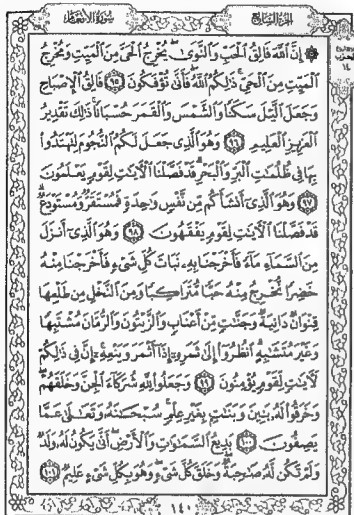 الجزء السابع
سورة الأنعام
۞ إِنَّ ٱللَّهَ فَالِقُ ٱلْحَبِّ وَٱلنَّوَىٰ يُخْرِجُ ٱلْحَىَّ مِنَ ٱلْمَيِّتِ وَمُخْرِجُ
ٱلْمَيِّتِ مِنَ ٱلْحَىِّ ذَٰلِكُمُ ٱللَّهُ فَأَنَّىٰ تُؤْفَكُونَ ٩٥ فَالِقُ ٱلْإِصْبَاحِ
وَجَعَلَ ٱلَّيْلَ سَكَنًا وَٱلشَّمْسَ وَٱلْقَمَرَ حُسْبَانًا ذَٰلِكَ تَقْدِيرُ
ٱلْعَزِيزِ ٱلْعَلِيمِ ٩٦ وَهُوَ ٱلَّذِى جَعَلَ لَكُمُ ٱلنُّجُومَ لِتَهْتَدُوا۟
بِهَا فِى ظُلُمَٰتِ ٱلْبَرِّ وَٱلْبَحْرِ قَدْ فَصَّلْنَا ٱلْءَايَٰتِ لِقَوْمٍ يَعْلَمُونَ
٩٧ وَهُوَ ٱلَّذِىٓ أَنشَأَكُم مِّن نَّفْسٍ وَٰحِدَةٍ فَمُسْتَقَرٌّ وَمُسْتَوْدَعٌ
قَدْ فَصَّلْنَا ٱلْءَايَٰتِ لِقَوْمٍ يَفْقَهُونَ ٩٨ وَهُوَ ٱلَّذِىٓ أَنزَلَ
مِنَ ٱلسَّمَآءِ مَآءً فَأَخْرَجْنَا بِهِۦ نَبَاتَ كُلِّ شَىْءٍ فَأَخْرَجْنَا مِنْهُ
خَضِرًا نُّخْرِجُ مِنْهُ حَبًّا مُّتَرَاكِبًا وَمِنَ ٱلنَّخْلِ مِن طَلْعِهَا
قِنْوَانٌ دَانِيَةٌ وَجَنَّٰتٍ مِّنْ أَعْنَابٍ وَٱلزَّيْتُونَ وَٱلرُّمَّانَ مُشْتَبِهًا
وَغَيْرَ مُتَشَٰبِهٍ ٱنظُرُوٓا۟ إِلَىٰ ثَمَرِهِۦٓ إِذَآ أَثْمَرَ وَيَنْعِهِۦٓ إِنَّ فِى ذَٰلِكُمْ
لَءَايَٰتٍ لِّقَوْمٍ يُؤْمِنُونَ ٩٩ وَجَعَلُوا۟ لِلَّهِ شُرَكَآءَ ٱلْجِنَّ وَخَلَقَهُمْ
وَخَرَقُوا۟ لَهُۥ بَنِينَ وَبَنَٰتٍۭ بِغَيْرِ عِلْمٍ سُبْحَٰنَهُۥ وَتَعَٰلَىٰ عَمَّا
يَصِفُونَ ١٠٠ بَدِيعُ ٱلسَّمَٰوَٰتِ وَٱلْأَرْضِ أَنَّىٰ يَكُونُ لَهُۥ وَلَدٌ
وَلَمْ تَكُن لَّهُۥ صَٰحِبَةٌ وَخَلَقَ كُلَّ شَىْءٍ وَهُوَ بِكُلِّ شَىْءٍ عَلِيمٌ ١٠١
١٤٠
الحزب
١٤